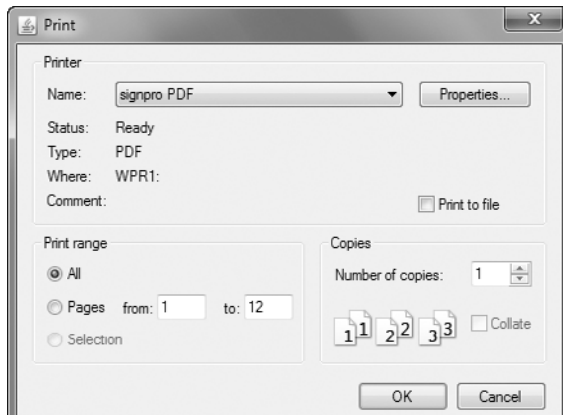 Print
X
Printer
Name: signpro PDF Properties...
Status: Ready
Type: PDF
Where: WPR1:
Comment: Print to file
Print range
All
Pages from: 1 to: 12
Selection
Copies
Number of copies: 1
1 1 2 2 3 3 Collate
OK Cancel